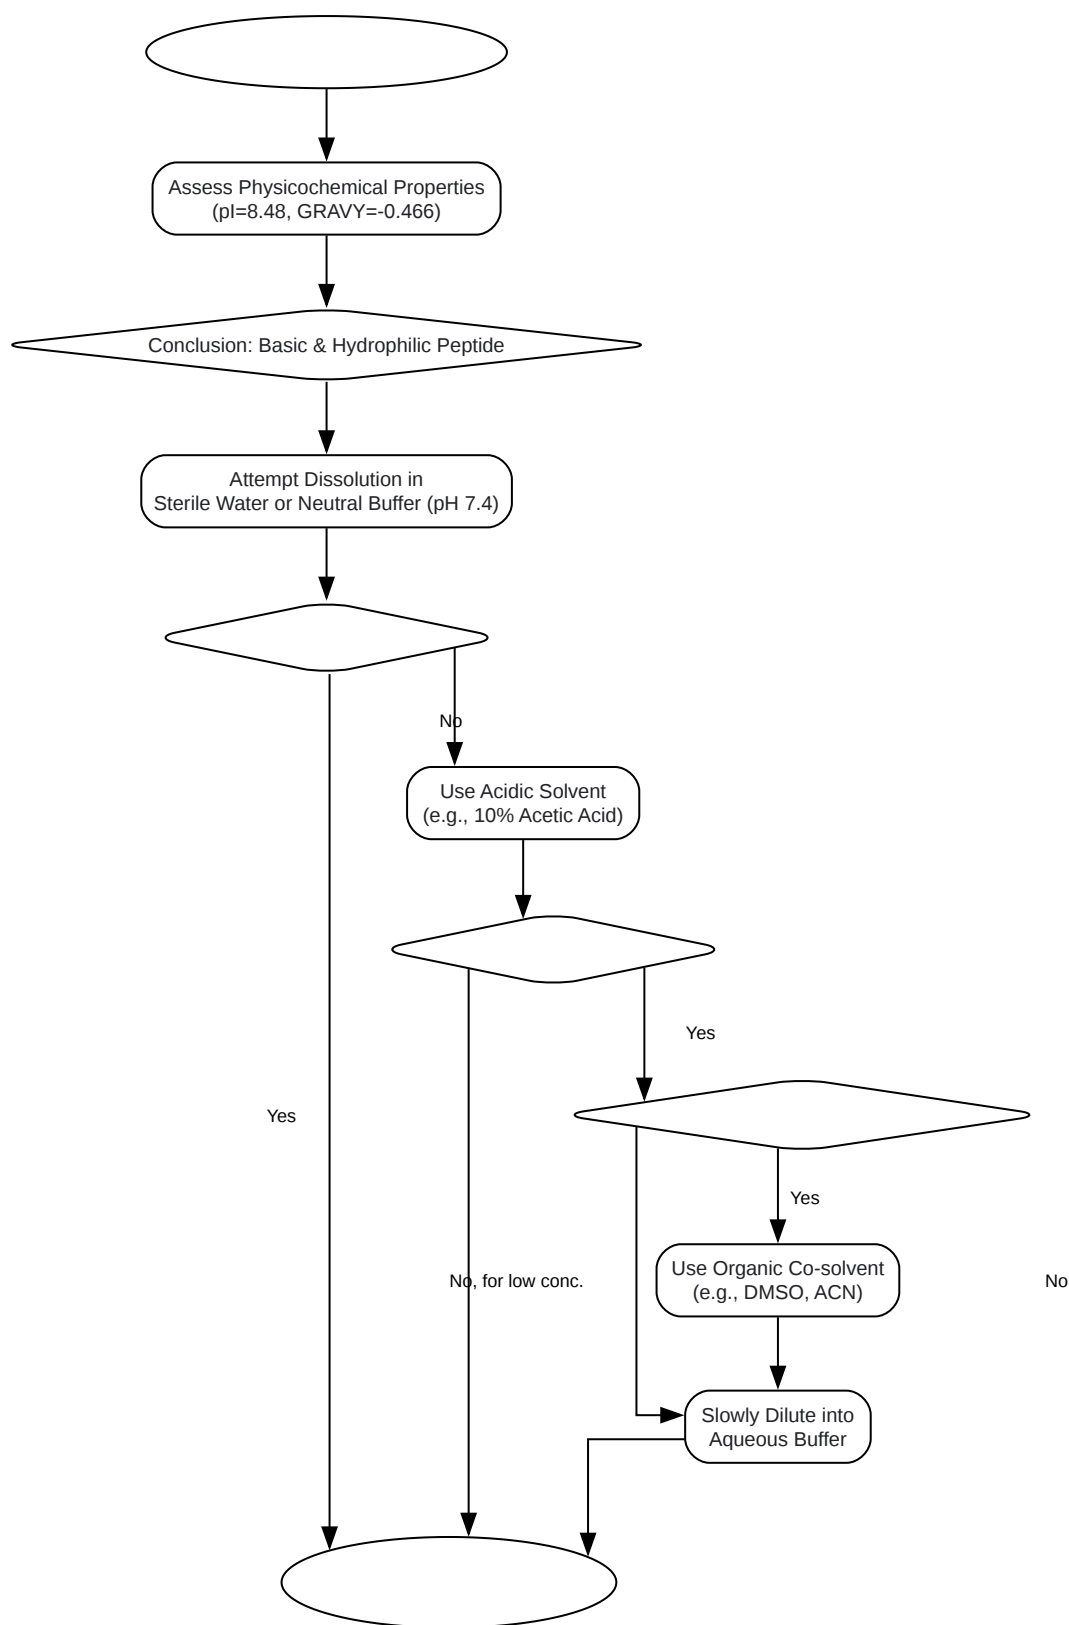 Assess Physicochemical Properties
(pI=8.48, GRAVY=-0.466)
Conclusion: Basic & Hydrophilic Peptide
Attempt Dissolution in
Sterile Water or Neutral Buffer (pH 7.4)
No
Use Acidic Solvent
(e.g., 10% Acetic Acid)
Yes
Yes
Yes
Use Organic Co-solvent
(e.g., DMSO, ACN)
No, for low conc.
No
Slowly Dilute into
Aqueous Buffer